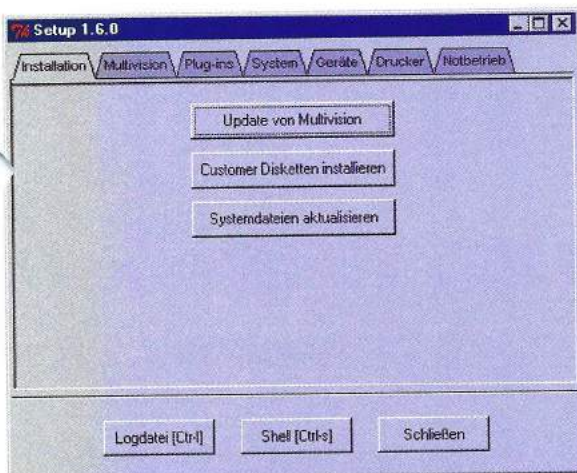 Setup 1.6.0
Installation Multivision Plug-ins System Geräte Drucker Notbetrieb
Update von Multivision
Customer Disketten installieren
Systemdateien aktualisieren
Logdatei [Ctrl-l] Shell [Ctrl-s] Schließen